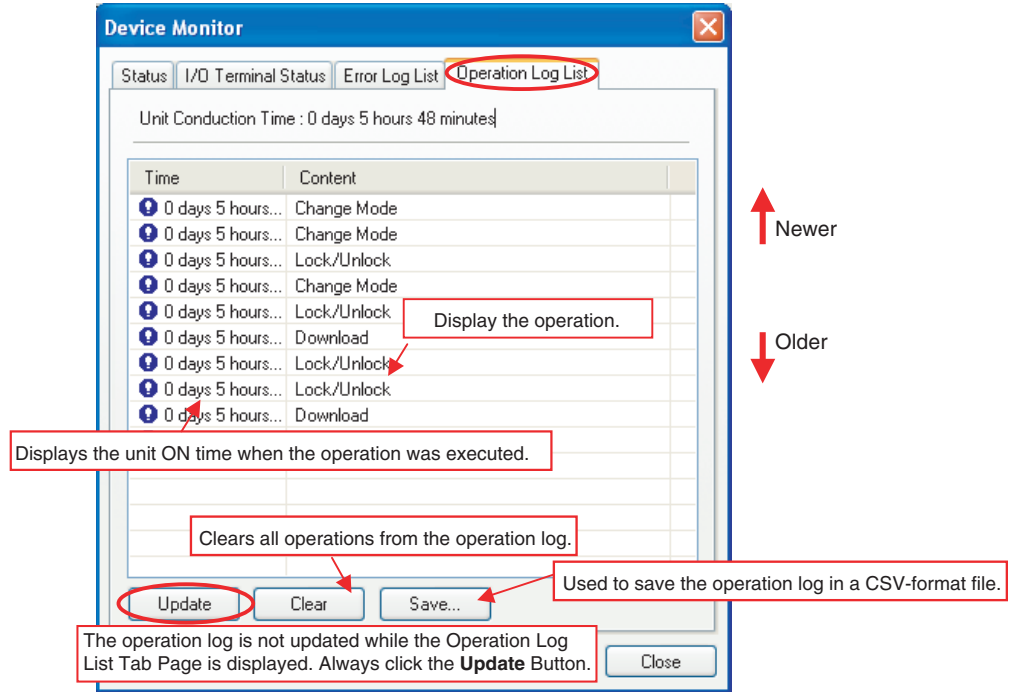 Device Monitor
Status
I/O Terminal Status
Error Log List
Operation Log List
Unit Conduction Time : 0 days 5 hours 48 minutes
Time Content
0 days 5 hours... Change Mode
0 days 5 hours... Change Mode
Newer
0 days 5 hours... Lock/Unlock
0 days 5 hours... Change Mode
0 days 5 hours... Lock/Unlock
Display the operation.
0 days 5 hours... Download
Older
0 days 5 hours... Lock/Unlock
0 days 5 hours... Lock/Unlock
0 days 5 hours... Download
Displays the unit ON time when the operation was executed.
Clears all operations from the operation log.
Used to save the operation log in a CSV-format file.
Update
Clear
Save...
The operation log is not updated while the Operation Log
List Tab Page is displayed. Always click the Update Button.
Close